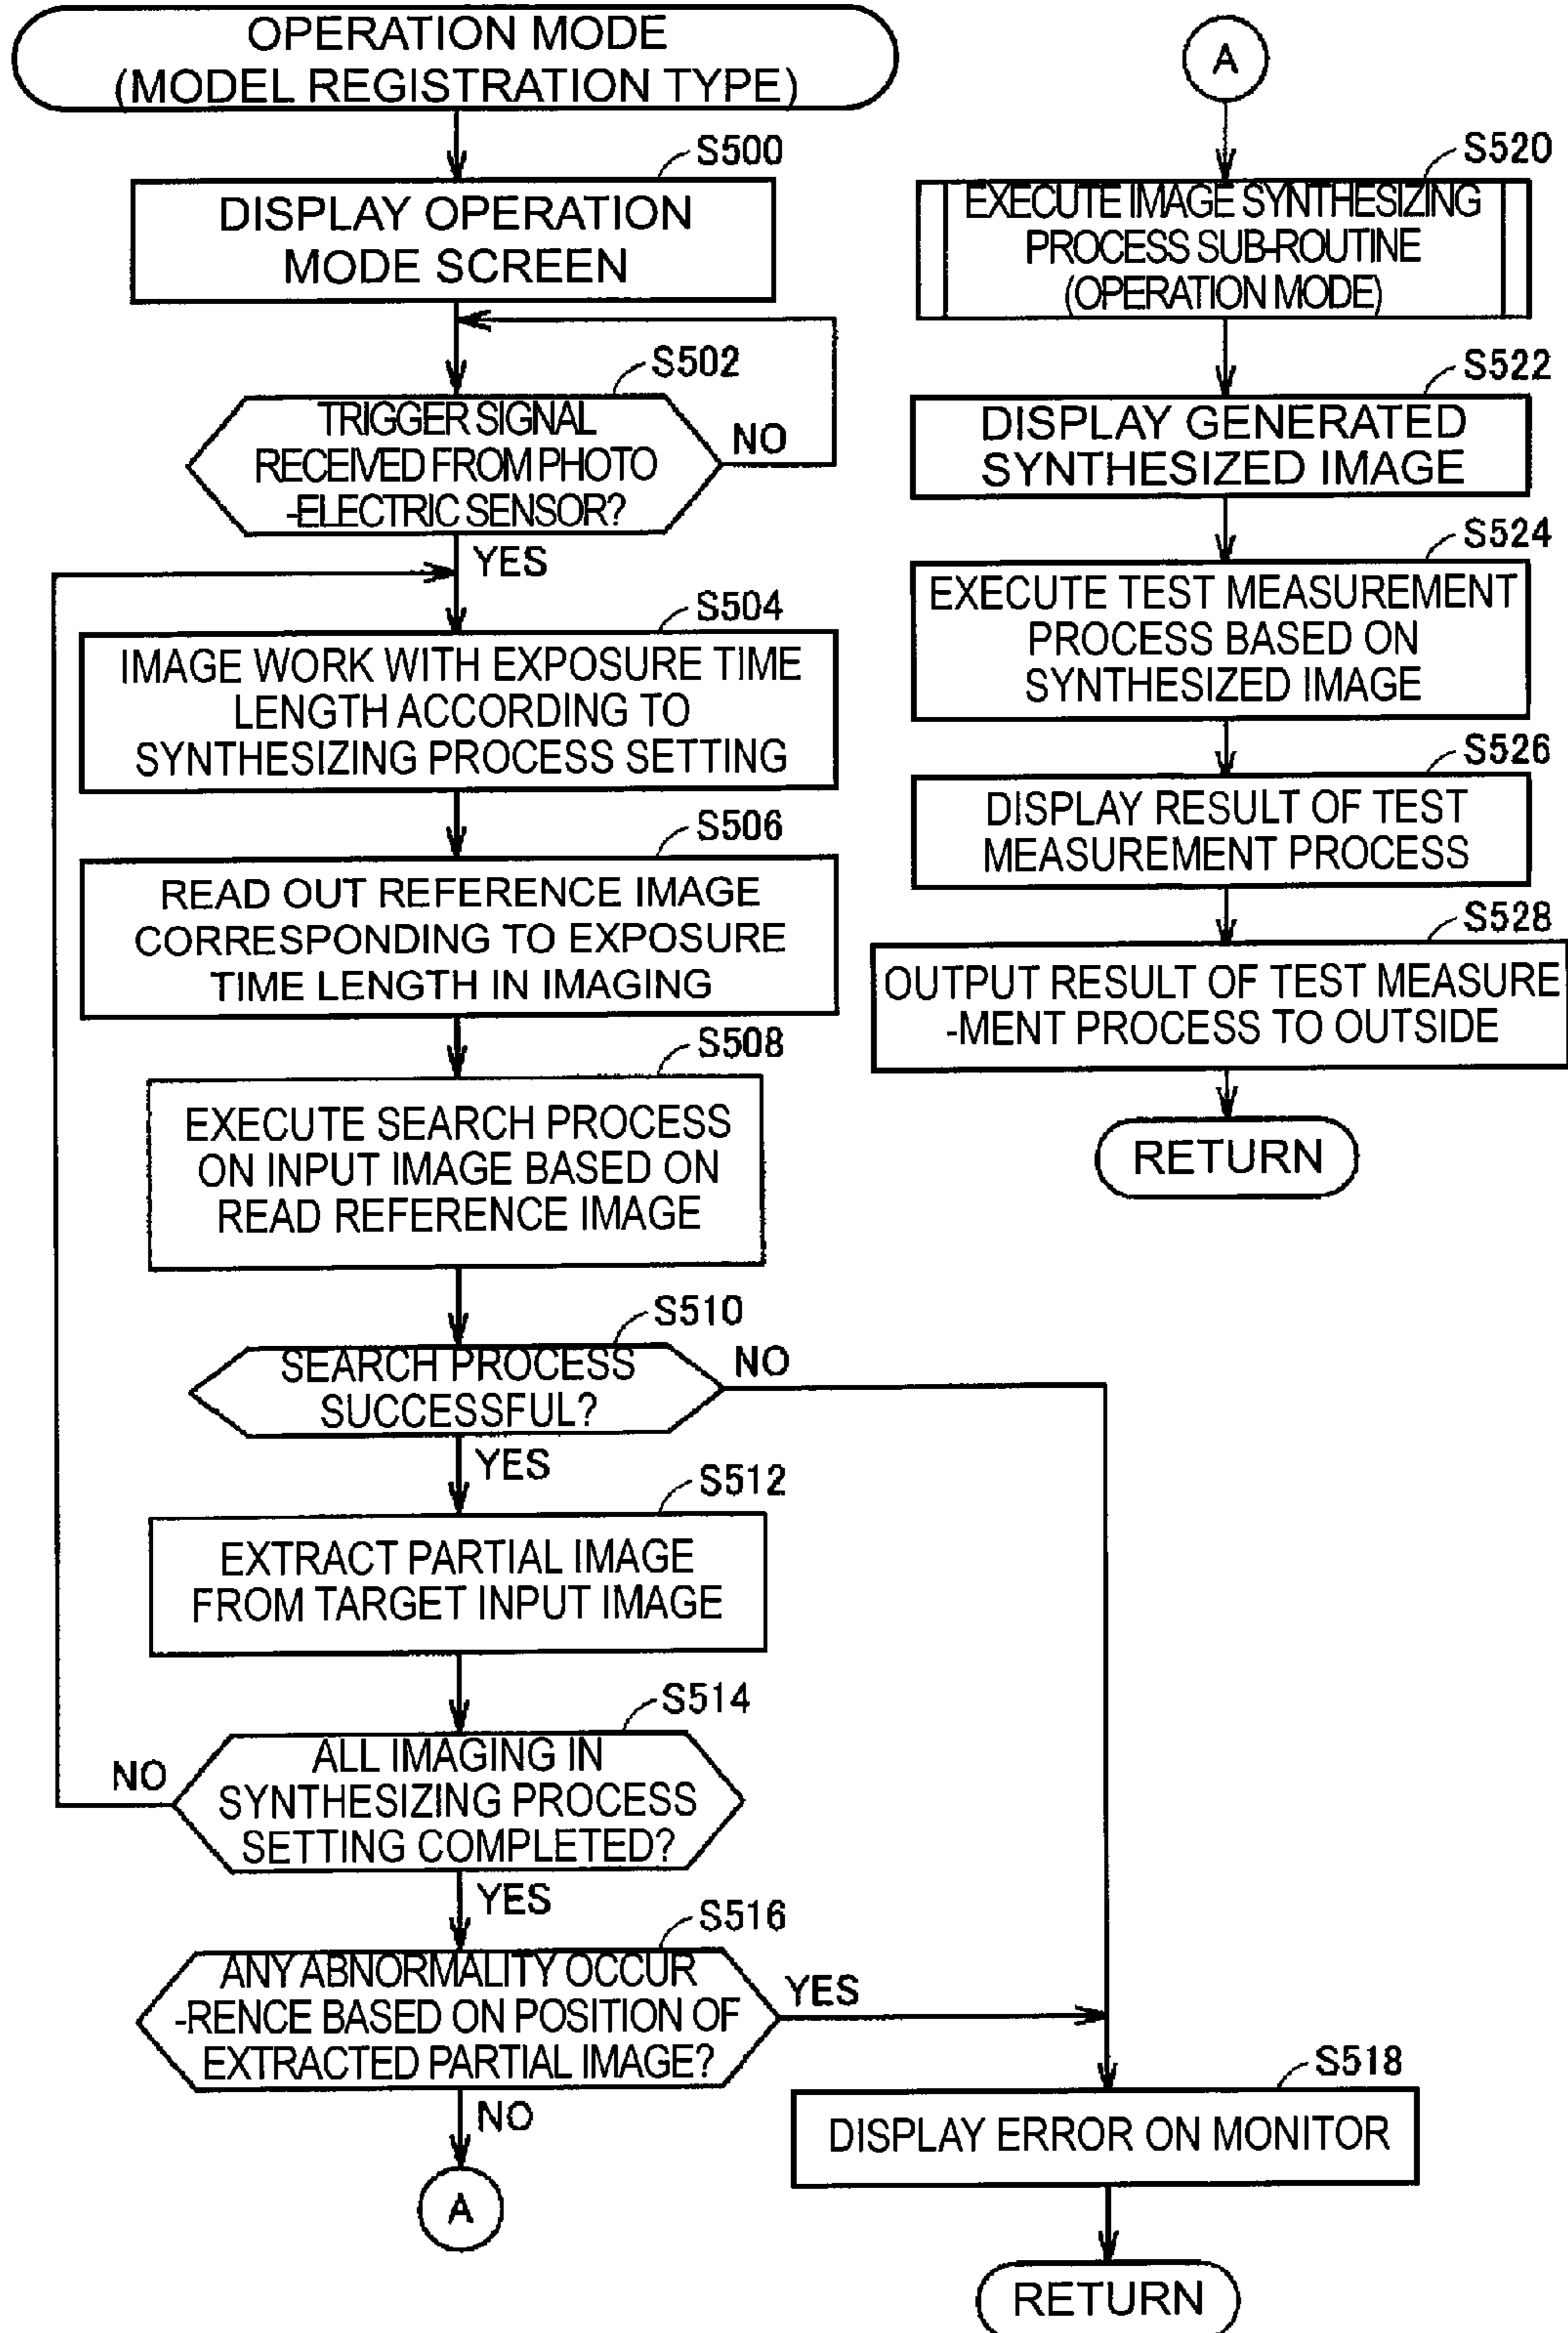 OPERATION MODE
(MODEL REGISTRATION TYPE)
S500
DISPLAY OPERATION
MODE SCREEN
S502
TRIGGER SIGNAL
RECEIVED FROM PHOTO
-ELECTRIC SENSOR?
NO
YES
S504
IMAGE WORK WITH EXPOSURE TIME
LENGTH ACCORDING TO
SYNTHESIZING PROCESS SETTING
S506
READ OUT REFERENCE IMAGE
CORRESPONDING TO EXPOSURE
TIME LENGTH IN IMAGING
S508
EXECUTE SEARCH PROCESS
ON INPUT IMAGE BASED ON
READ REFERENCE IMAGE
S510
SEARCH PROCESS
SUCCESSFUL?
NO
YES
S512
EXTRACT PARTIAL IMAGE
FROM TARGET INPUT IMAGE
S514
ALL IMAGING IN
SYNTHESIZING PROCESS
SETTING COMPLETED?
NO
YES
S516
ANY ABNORMALITY OCCUR
-RENCE BASED ON POSITION OF
EXTRACTED PARTIAL IMAGE?
YES
NO
A
S518
DISPLAY ERROR ON MONITOR
RETURN
A
S520
EXECUTE IMAGE SYNTHESIZING
PROCESS SUB-ROUTINE
(OPERATION MODE)
S522
DISPLAY GENERATED
SYNTHESIZED IMAGE
S524
EXECUTE TEST MEASUREMENT
PROCESS BASED ON
SYNTHESIZED IMAGE
S526
DISPLAY RESULT OF TEST
MEASUREMENT PROCESS
S528
OUTPUT RESULT OF TEST MEASURE
-MENT PROCESS TO OUTSIDE
RETURN